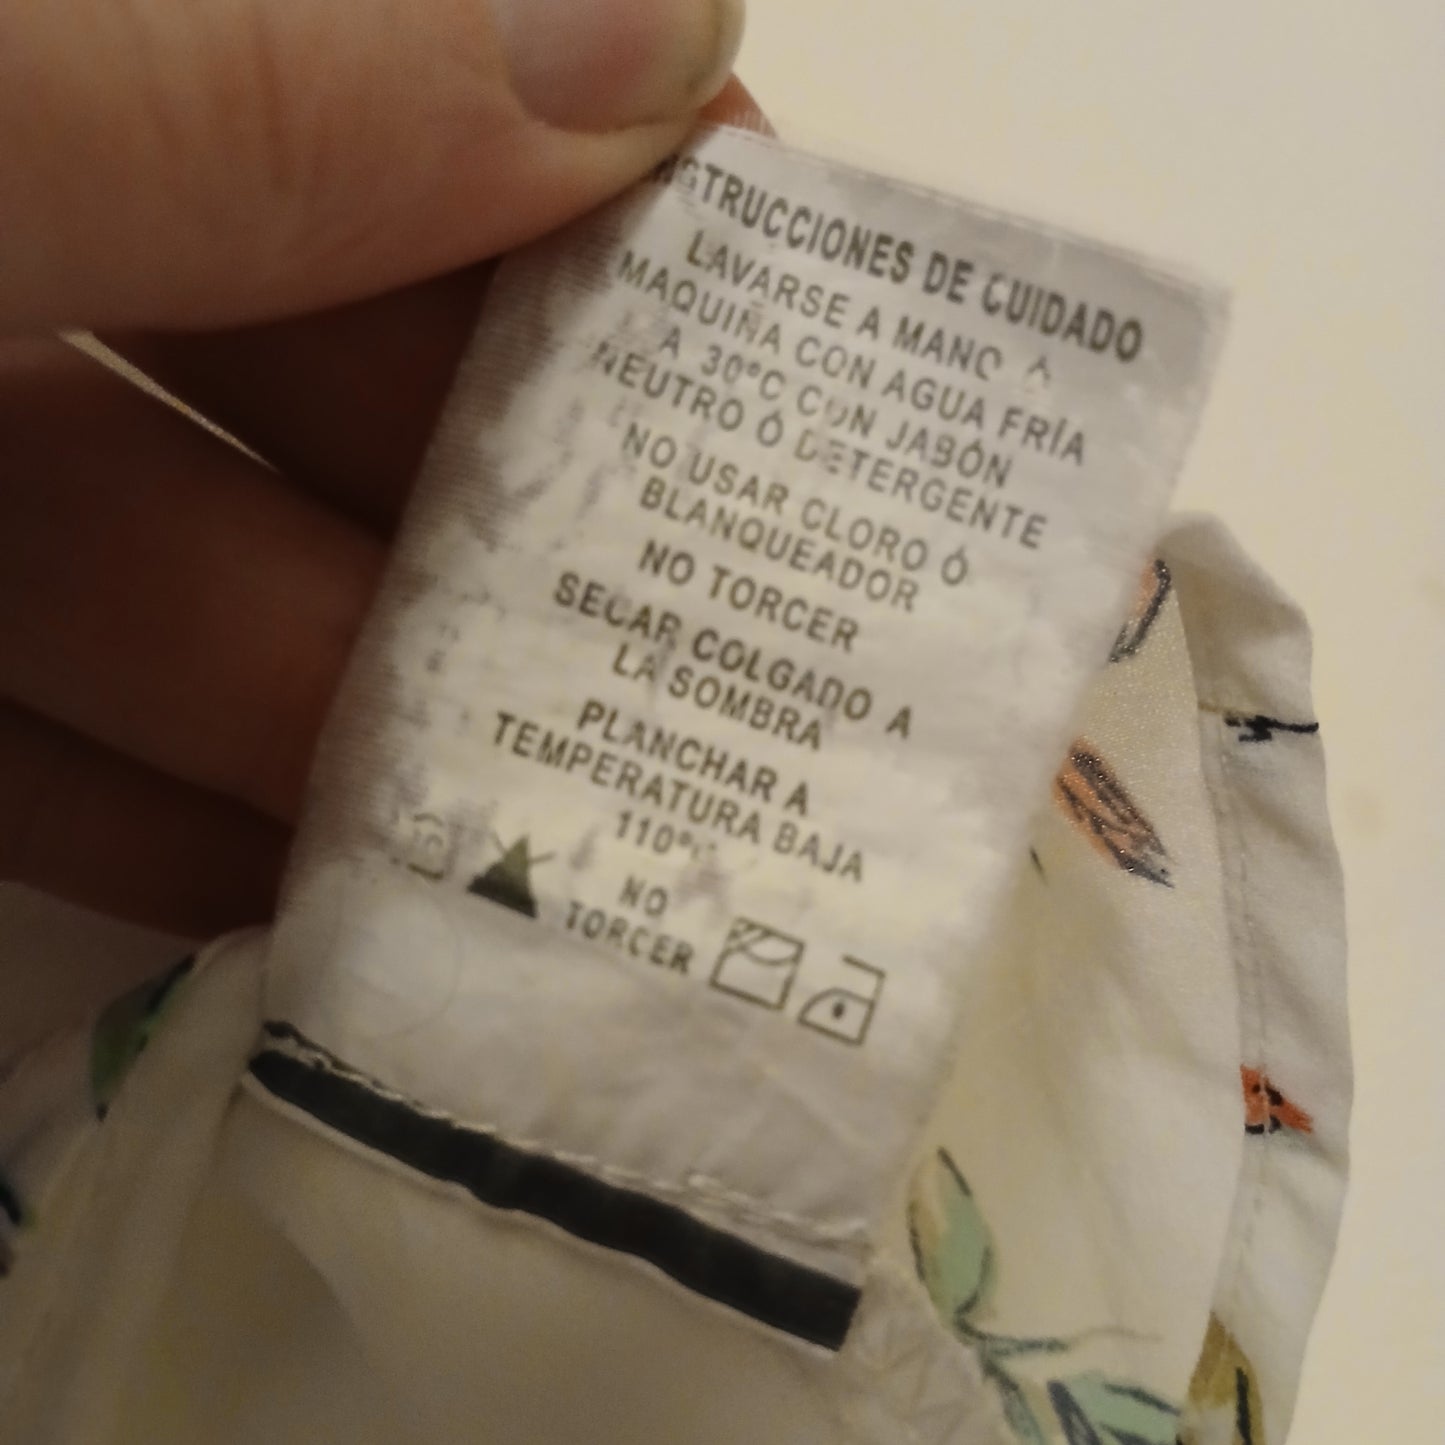 INSTRUCCIONES DE CUIDADO
LAVARSE A MANO Ó
MAQUIÑA CON AGUA FRÍA
A 30°C CON JABÓN
NEUTRO Ó DETERGENTE
NO USAR CLORO Ó
BLANQUEADOR
NO TORCER
SECAR COLGADO A
LA SOMBRA
PLANCHAR A
TEMPERATURA BAJA
110°C
NO
TORCER